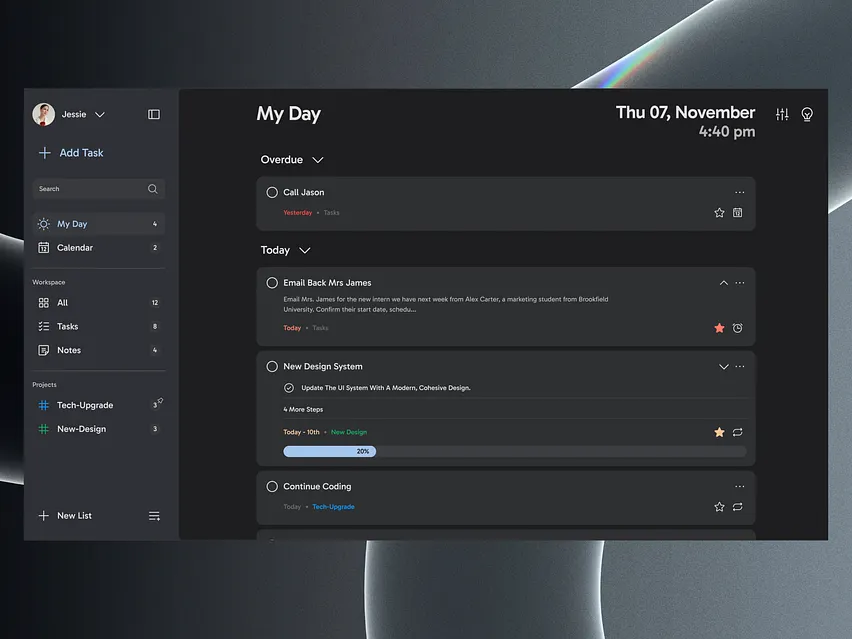 Jessie
Add Task
Search
My Day 4
12 Calendar 2
Workspace
All 12
Tasks 8
Notes 4
Projects
Tech-Upgrade 3
New-Design 3
New List
My Day
Thu 07, November
4:40 pm
Overdue
Call Jason
Yesterday • Tasks
12
Today
Email Back Mrs James
Email Mrs. James for the new intern we have next week from Alex Carter, a marketing student from Brookfield
University. Confirm their start date, schedu...
Today • Tasks
New Design System
Update The UI System With A Modern, Cohesive Design.
4 More Steps
Today - 10th • New Design
20%
Continue Coding
Today • Tech-Upgrade